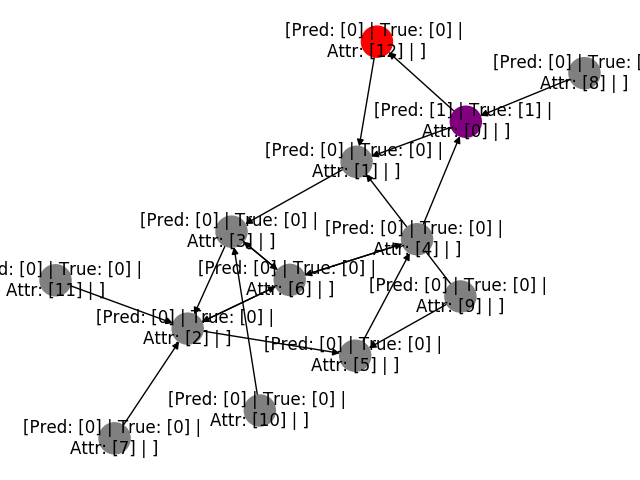 [Pred: [0] | True: [0] |
Attr: [12] | ]
[Pred: [0] | True: [
Attr: [8] | ]
[Pred: [1] | True: [1] |
Attr: [0] | ]
[Pred: [0] | True: [0] |
Attr: [1] | ]
[Pred: [0] | True: [0] |
Attr: [3] | ]
[Pred: [0] | True: [0] |
Attr: [4] | ]
d: [0] | True: [0] |
Attr: [11] | ]
[Pred: [0] | True: [0] |
Attr: [6] | ]
[Pred: [0] | True: [0] |
Attr: [9] | ]
[Pred: [0] | True: [0] |
Attr: [2] | ]
[Pred: [0] | True: [0] |
Attr: [5] | ]
[Pred: [0] | True: [0] |
Attr: [10] | ]
[Pred: [0] | True: [0] |
Attr: [7] | ]